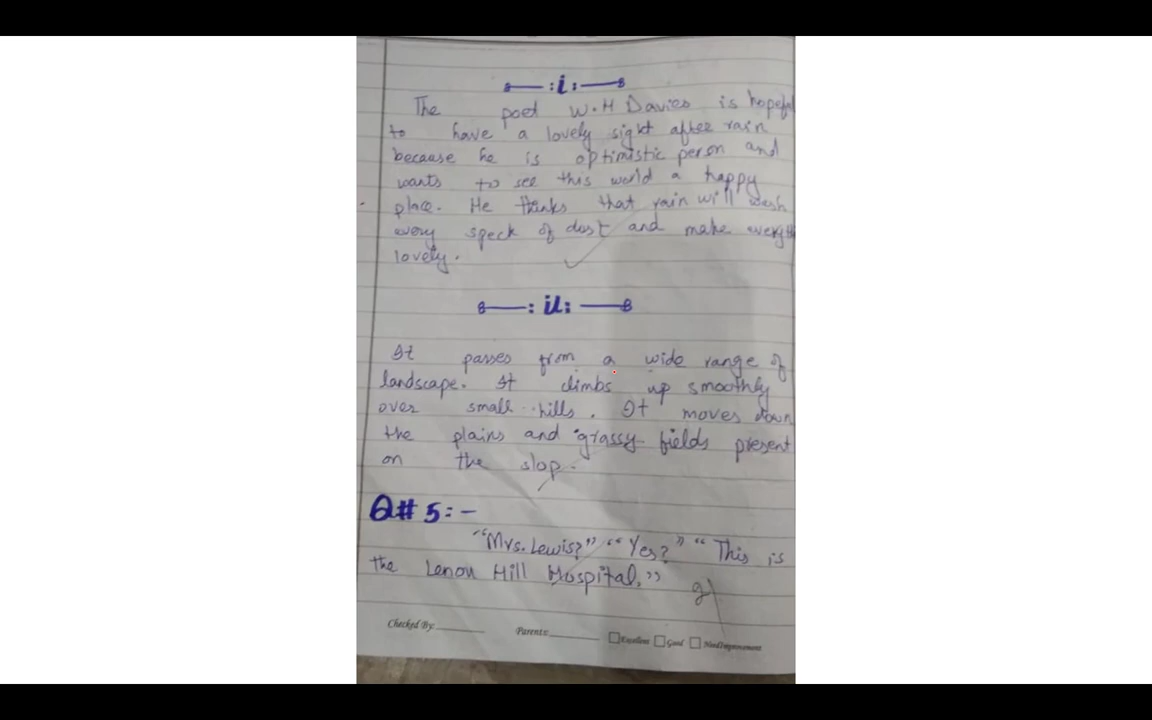 :i:
The poet W.H Davies is hopeful
to have a lovely sight after rain
because he is optimistic person and
wants to see this world a happy
place. He thinks that rain will wash
every speck of dust and make
lovely.
:ii:
It passes from a wide range of
landscape. It climbs up smoothly
over small hills. It moves down
the plains and grassy fields present
on the slop.
Q# 5:-
"Mrs. Lewis?" "Yes?" "This is
the Lenon Hill Hospital."
Checked By:
Parents:
Excellent
Good
Need Improvement